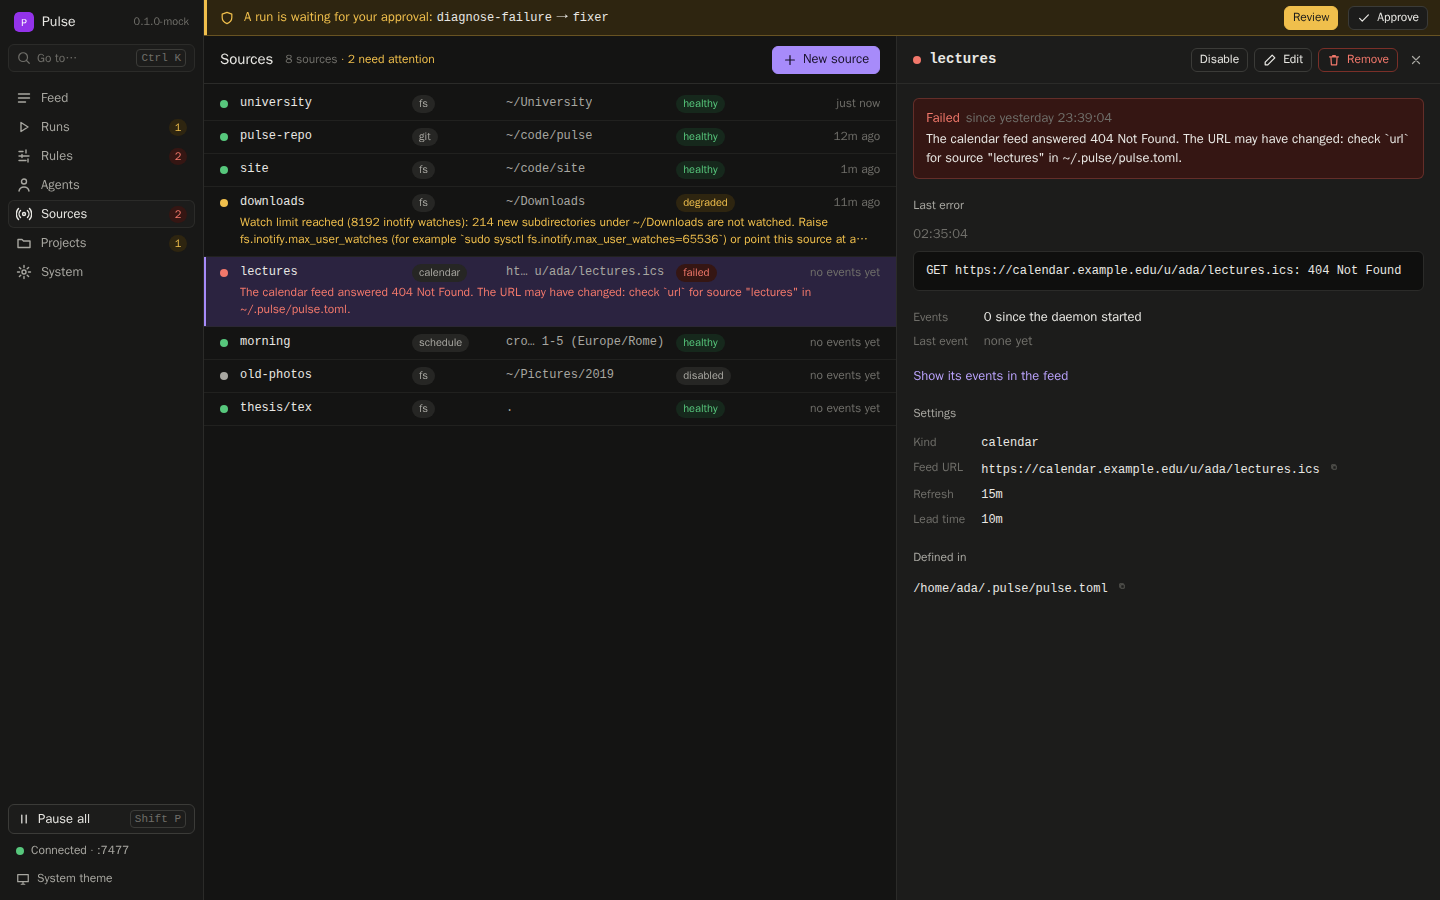 P Pulse 0.1.0-mock
Go to··· Ctrl K
Feed
Runs 1
Rules 2
Agents
Sources 2
Projects 1
System
Pause all Shift P
Connected · :7477
System theme
A run is waiting for your approval: diagnose-failure → fixer
Review Approve
Sources 8 sources · 2 need attention New source
university fs ~/University healthy just now
pulse-repo git ~/code/pulse healthy 12m ago
site fs ~/code/site healthy 1m ago
downloads fs ~/Downloads degraded 11m ago
Watch limit reached (8192 inotify watches): 214 new subdirectories under ~/Downloads are not watched. Raise
fs.inotify.max_user_watches (for example `sudo sysctl fs.inotify.max_user_watches=65536`) or point this source at a···
lectures calendar ht… u/ada/lectures.ics failed no events yet
The calendar feed answered 404 Not Found. The URL may have changed: check `url` for source "lectures" in
~/.pulse/pulse.toml.
morning schedule cro… 1-5 (Europe/Rome) healthy no events yet
old-photos fs ~/Pictures/2019 disabled no events yet
thesis/tex fs . healthy no events yet
lectures Disable Edit Remove
Failed since yesterday 23:39:04
The calendar feed answered 404 Not Found. The URL may have changed: check `url`
for source "lectures" in ~/.pulse/pulse.toml.
Last error
02:35:04
GET https://calendar.example.edu/u/ada/lectures.ics: 404 Not Found
Events 0 since the daemon started
Last event none yet
Show its events in the feed
Settings
Kind calendar
Feed URL https://calendar.example.edu/u/ada/lectures.ics
Refresh 15m
Lead time 10m
Defined in
/home/ada/.pulse/pulse.toml